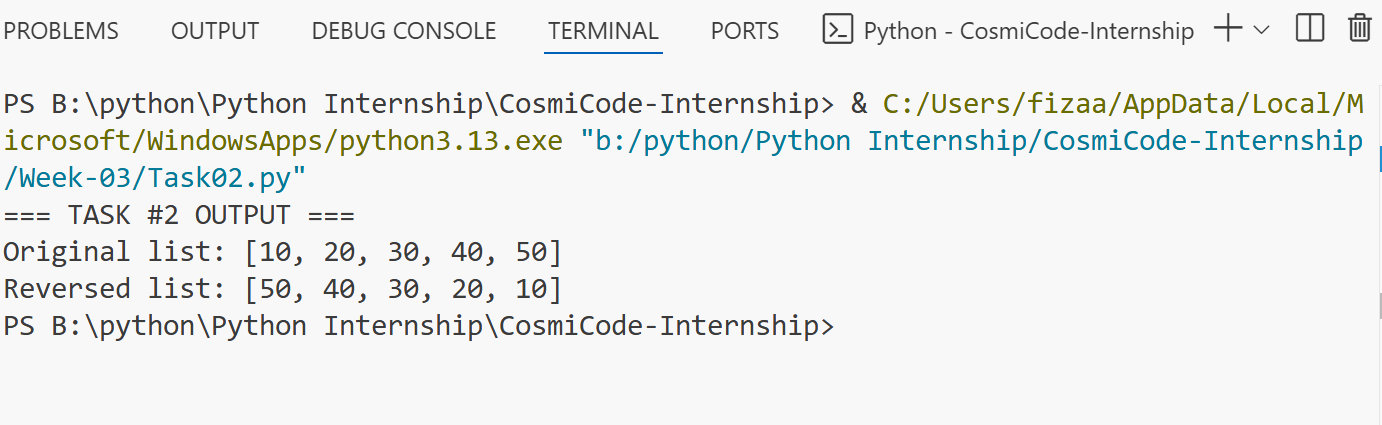 PROBLEMS OUTPUT DEBUG CONSOLE TERMINAL PORTS Python - CosmiCode-Internship
PS B:\python\Python Internship\CosmiCode-Internship> & C:/Users/fizaa/AppData/Local/M
icrosoft/WindowsApps/python3.13.exe "b:/python/Python Internship/CosmiCode-Internship
/Week-03/Task02.py"
=== TASK #2 OUTPUT ===
Original list: [10, 20, 30, 40, 50]
Reversed list: [50, 40, 30, 20, 10]
PS B:\python\Python Internship\CosmiCode-Internship>